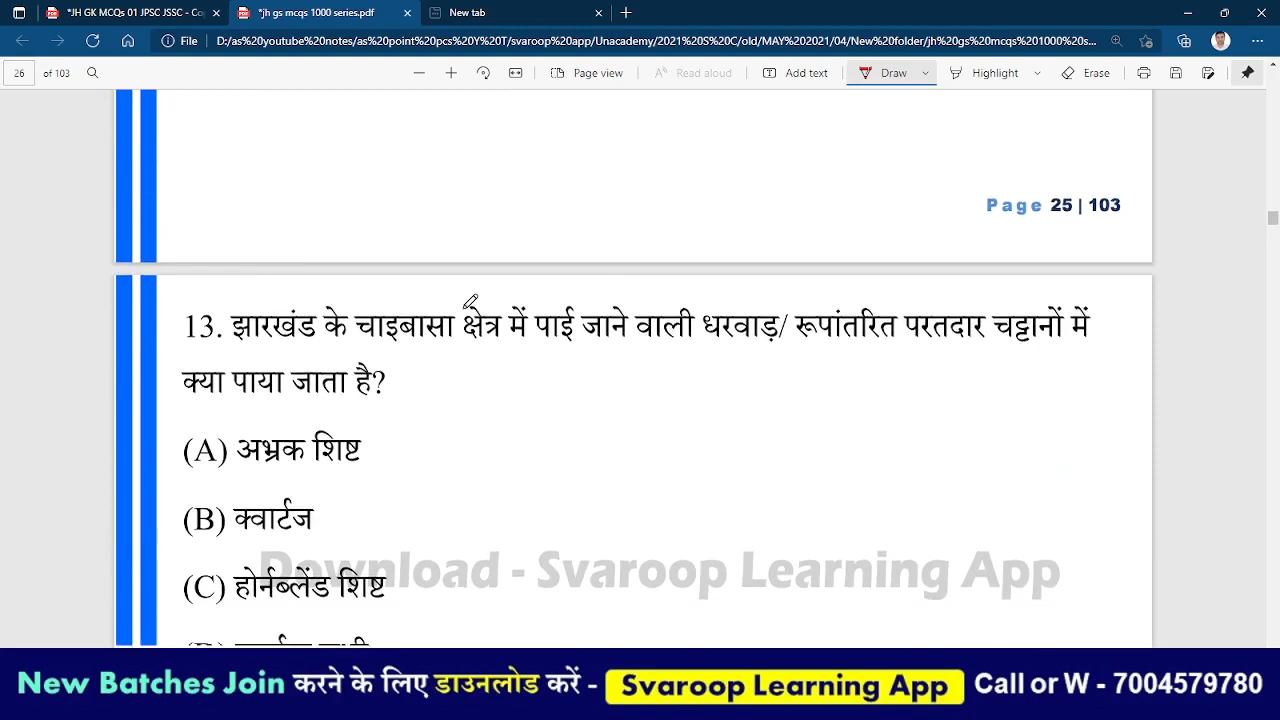 *JH GK MCQs 01 JPSC JSSC - Co
*jh gs mcqs 1000 series.pdf
New tab
File
D:/as%20youtube%20notes/as%20point%20pcs%20Y%20T/svaroop%20app/Unacademy/2021%20S%20C/old/MAY%202021/04/New%20folder/jh%20gs%20mcqs%201000%20s...
26 of 103
Page view
Read aloud
Add text
Draw
Highlight
Erase
Page 25 | 103
13. झारखंड के चाइबासा क्षेत्र में पाई जाने वाली धरवाड़/ रूपांतरित परतदार चट्टानों में
क्या पाया जाता है?
(A) अभ्रक शिष्ट
(B) क्वार्टज
(C) होर्नब्लेंड शिष्ट
Download - Svaroop Learning App
New Batches Join करने के लिए डाउनलोड करें - Svaroop Learning App Call or W - 7004579780